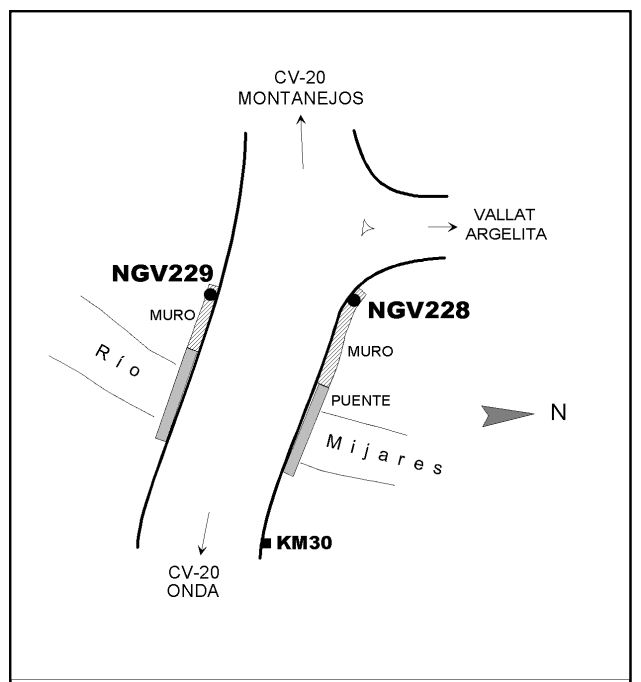 CV-20
MONTANEJOS
VALLAT
ARGELITA
NGV229
NGV228
MURO
MURO
Río
PUENTE
N
Mijares
KM30
CV-20
ONDA